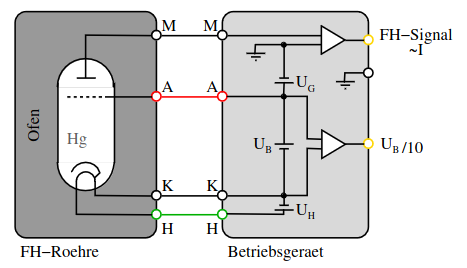 M M
FH−Signal
~I
A A
U_G
Ofen
Hg
U_B
U_B/10
K K
U_H
H H
FH−Roehre
Betriebsgeraet